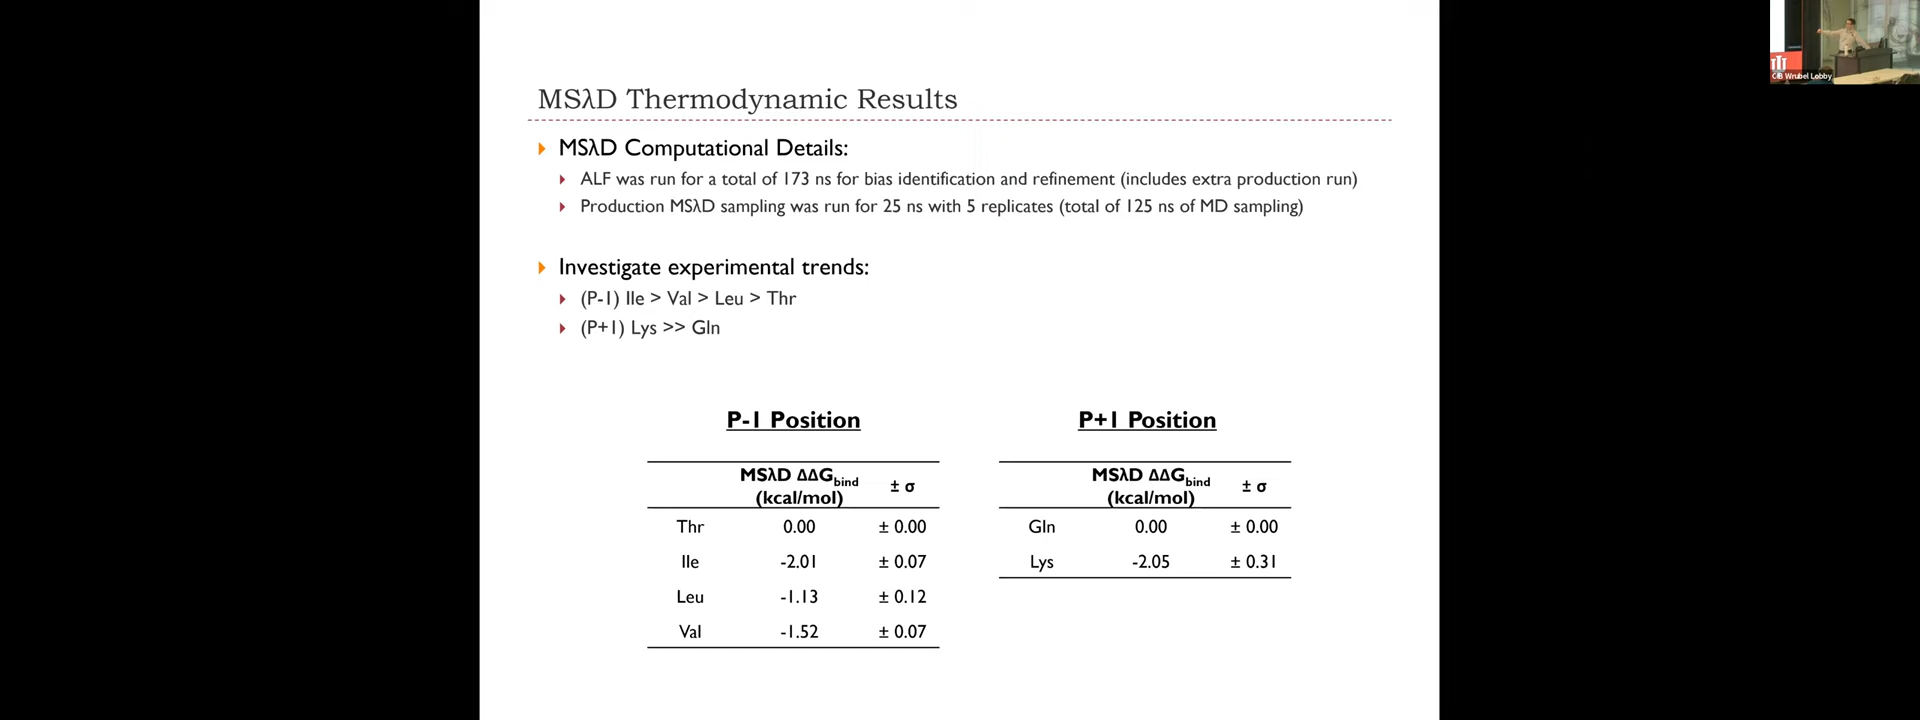 MSλD Thermodynamic Results
MSλD Computational Details:
ALF was run for a total of 173 ns for bias identification and refinement (includes extra production run)
Production MSλD sampling was run for 25 ns with 5 replicates (total of 125 ns of MD sampling)
Investigate experimental trends:
(P-1) Ile > Val > Leu > Thr
(P+1) Lys >> Gln
P-1 Position
MSλD ΔΔGbind (kcal/mol) ± σ
Thr 0.00 ± 0.00
Ile -2.01 ± 0.07
Leu -1.13 ± 0.12
Val -1.52 ± 0.07
P+1 Position
MSλD ΔΔGbind (kcal/mol) ± σ
Gln 0.00 ± 0.00
Lys -2.05 ± 0.31
CIB Wrubel Lobby